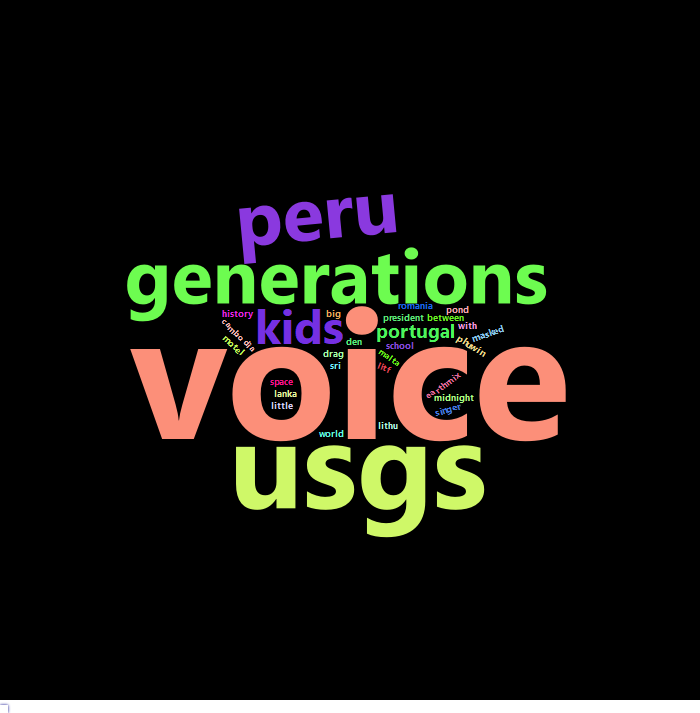 peru
generations
romania
history
big
pond
kids
president between
with
cambodia
portugal
masked
motel
den
phuwin
school
drag
malta
sri
litf
space
earthmix
lanka
midnight
little
singer
voice
lithu
world
usgs